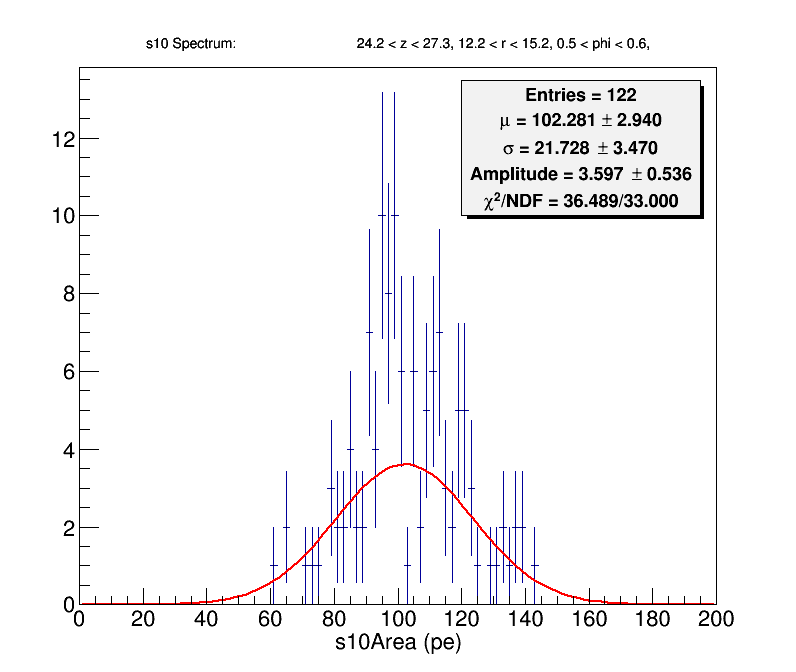 s10 Spectrum: 24.2 < z < 27.3, 12.2 < r < 15.2, 0.5 < phi < 0.6,
Entries = 122
μ = 102.281 ± 2.940
σ = 21.728 ± 3.470
Amplitude = 3.597 ± 0.536
χ²/NDF = 36.489/33.000
12
10
8
6
4
2
0
0 20 40 60 80 100 120 140 160 180 200
s10Area (pe)